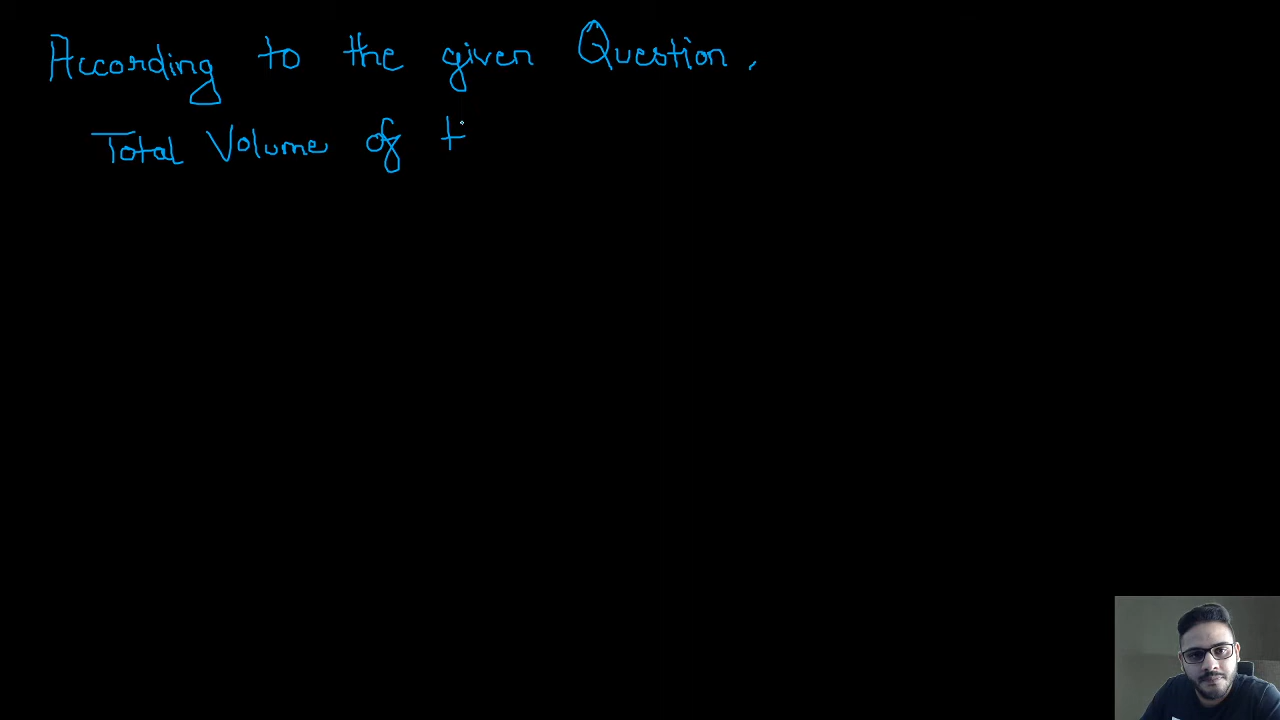 According to the given Question,
Total Volume of t